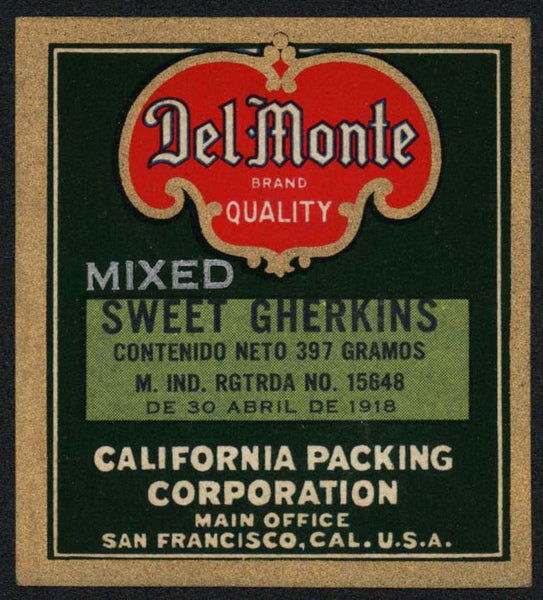 Del Monte
BRAND
QUALITY
MIXED
SWEET GHERKINS
CONTENIDO NETO 397 GRAMOS
M. IND. RGTRDA NO. 15648
DE 30 ABRIL DE 1918
CALIFORNIA PACKING
CORPORATION
MAIN OFFICE
SAN FRANCISCO, CAL. U.S.A.